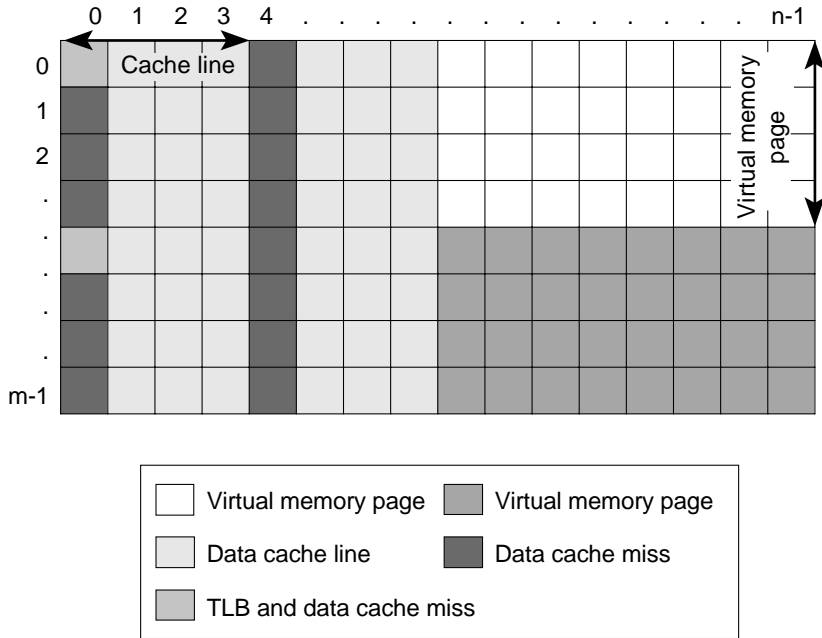 0 1 2 3 4 . . . . . . . . . . n-1
0
Cache line
1
2
.
.
.
.
m-1
Virtual memory
page
Virtual memory page
Virtual memory page
Data cache line
Data cache miss
TLB and data cache miss